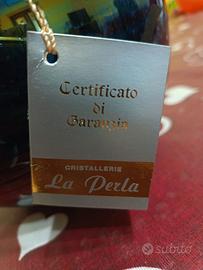 Certificato
di
Garanzia
CRISTALLERIE
La Perla
subito